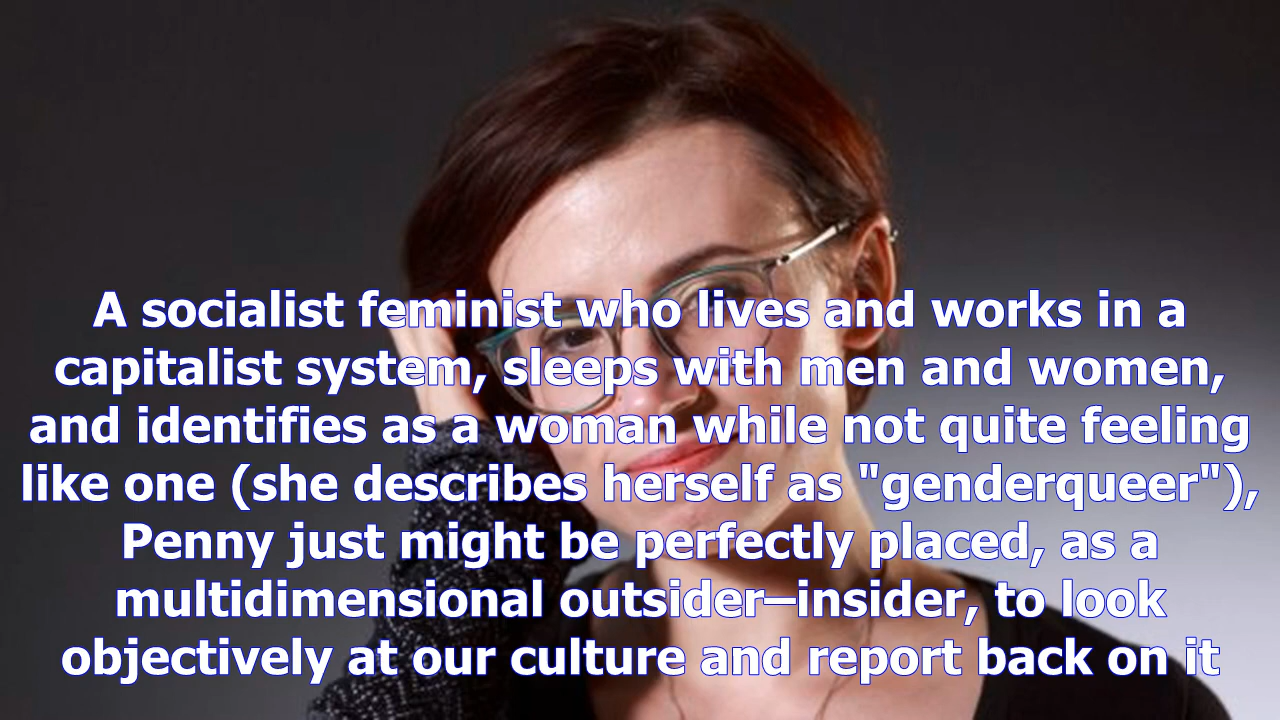 A socialist feminist who lives and works in a
capitalist system, sleeps with men and women,
and identifies as a woman while not quite feeling
like one (she describes herself as "genderqueer"),
Penny just might be perfectly placed, as a
multidimensional outsider–insider, to look
objectively at our culture and report back on it